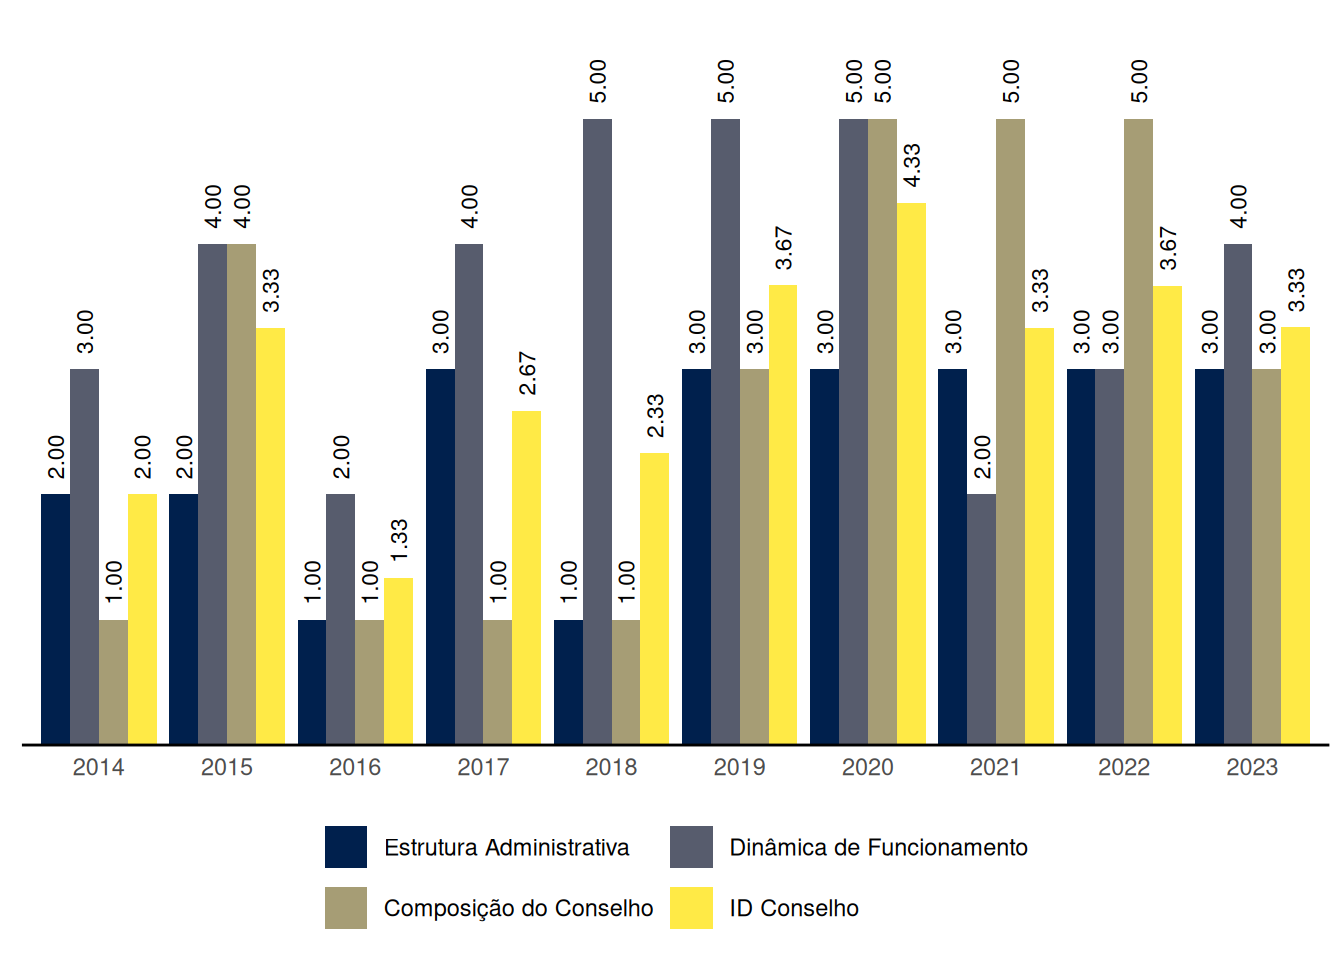 2.00 3.00 1.00 2.00
2.00 4.00 4.00 3.33
1.00 2.00 1.00 1.33
3.00 4.00 1.00 2.67
1.00 5.00 1.00 2.33
3.00 5.00 3.00 3.67
3.00 5.00 5.00 4.33
3.00 2.00 5.00 3.33
3.00 3.00 5.00 3.67
3.00 4.00 3.00 3.33
2014 2015 2016 2017 2018 2019 2020 2021 2022 2023
Estrutura Administrativa Dinâmica de Funcionamento
Composição do Conselho ID Conselho